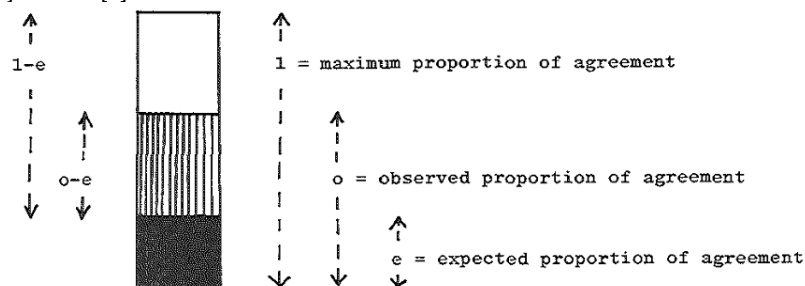 1-e
1 = maximum proportion of agreement
o-e
o = observed proportion of agreement
e = expected proportion of agreement